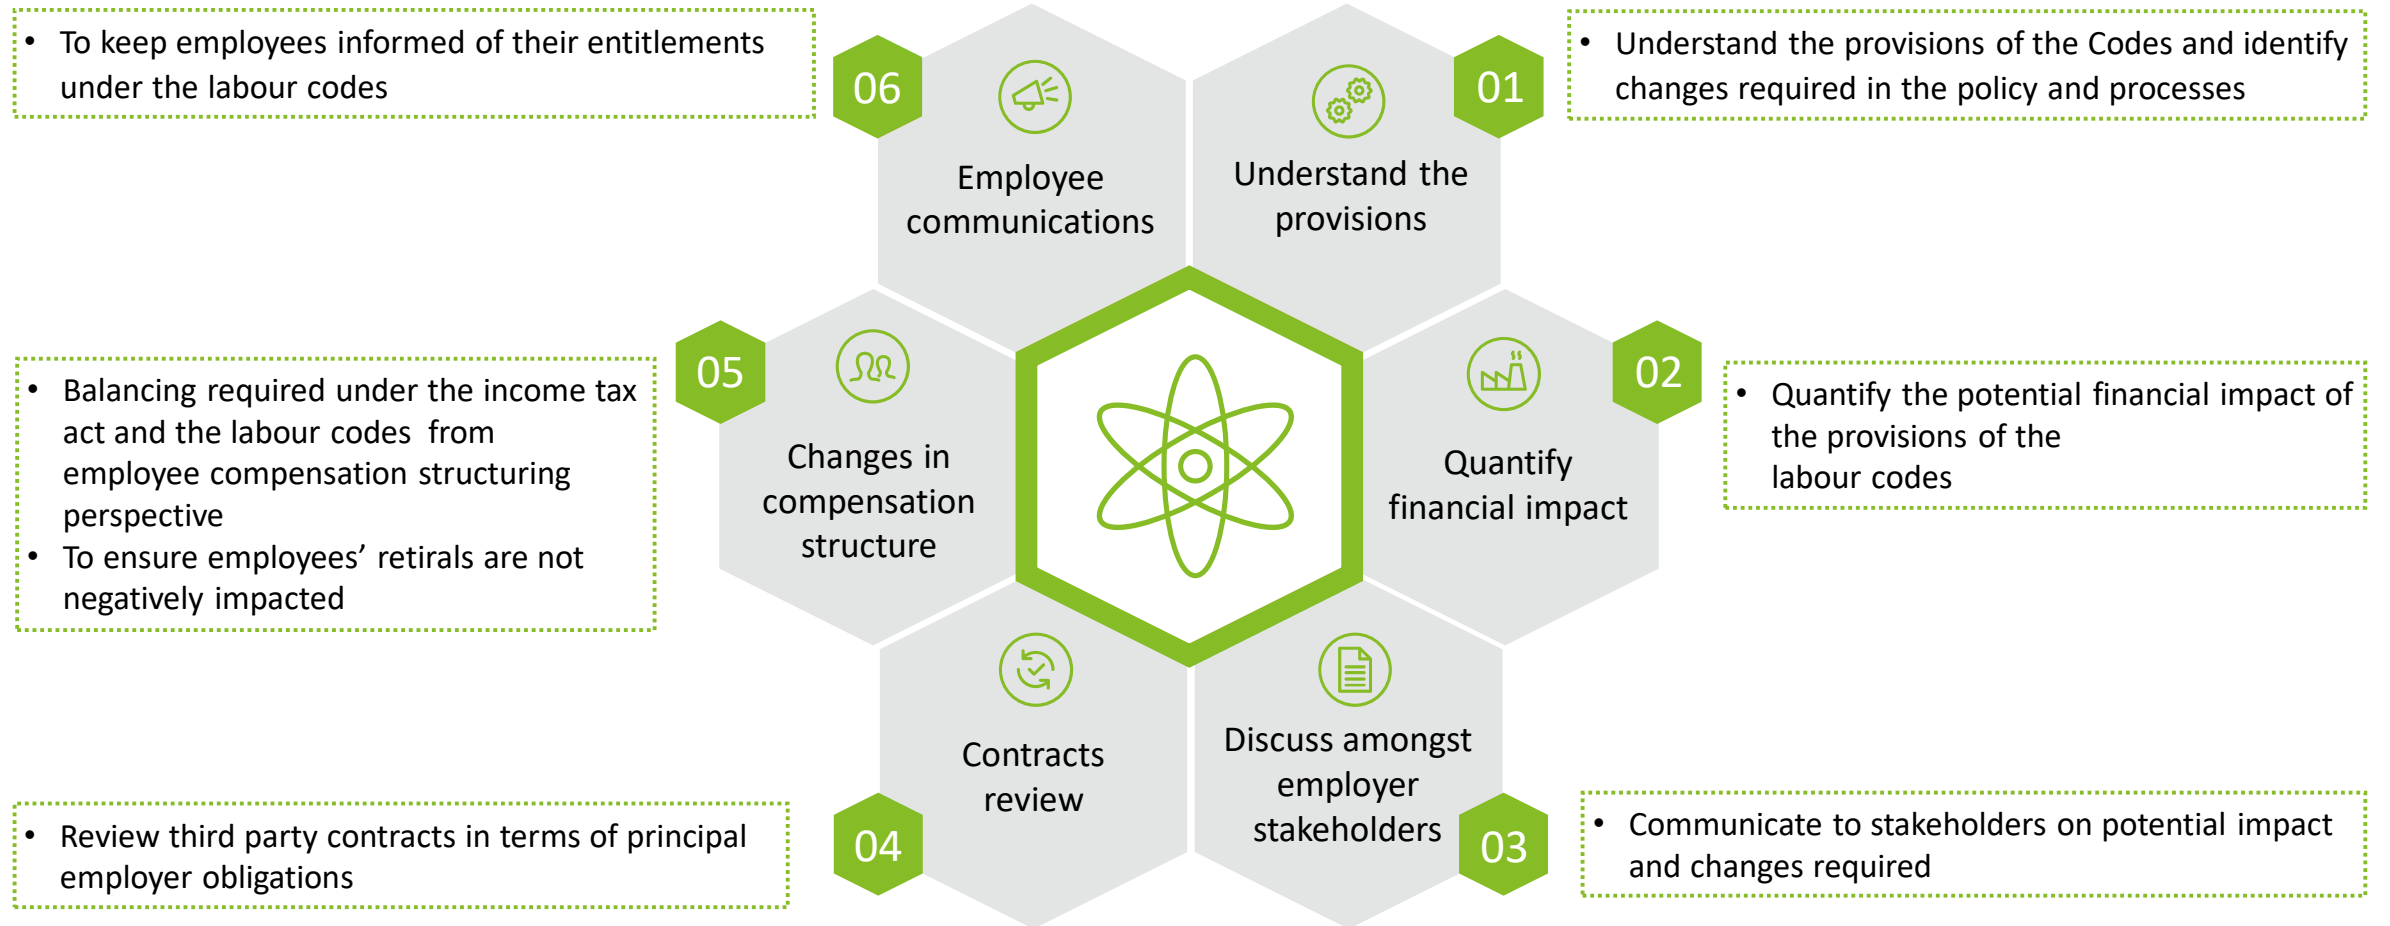 01
Understand the
provisions
• Understand the provisions of the Codes and identify
changes required in the policy and processes
02
Quantify
financial impact
• Quantify the potential financial impact of
the provisions of the
labour codes
03
Discuss amongst
employer
stakeholders
• Communicate to stakeholders on potential impact
and changes required
04
Contracts
review
• Review third party contracts in terms of principal
employer obligations
05
Changes in
compensation
structure
• Balancing required under the income tax
act and the labour codes from
employee compensation structuring
perspective
• To ensure employees’ retirals are not
negatively impacted
06
Employee
communications
• To keep employees informed of their entitlements
under the labour codes